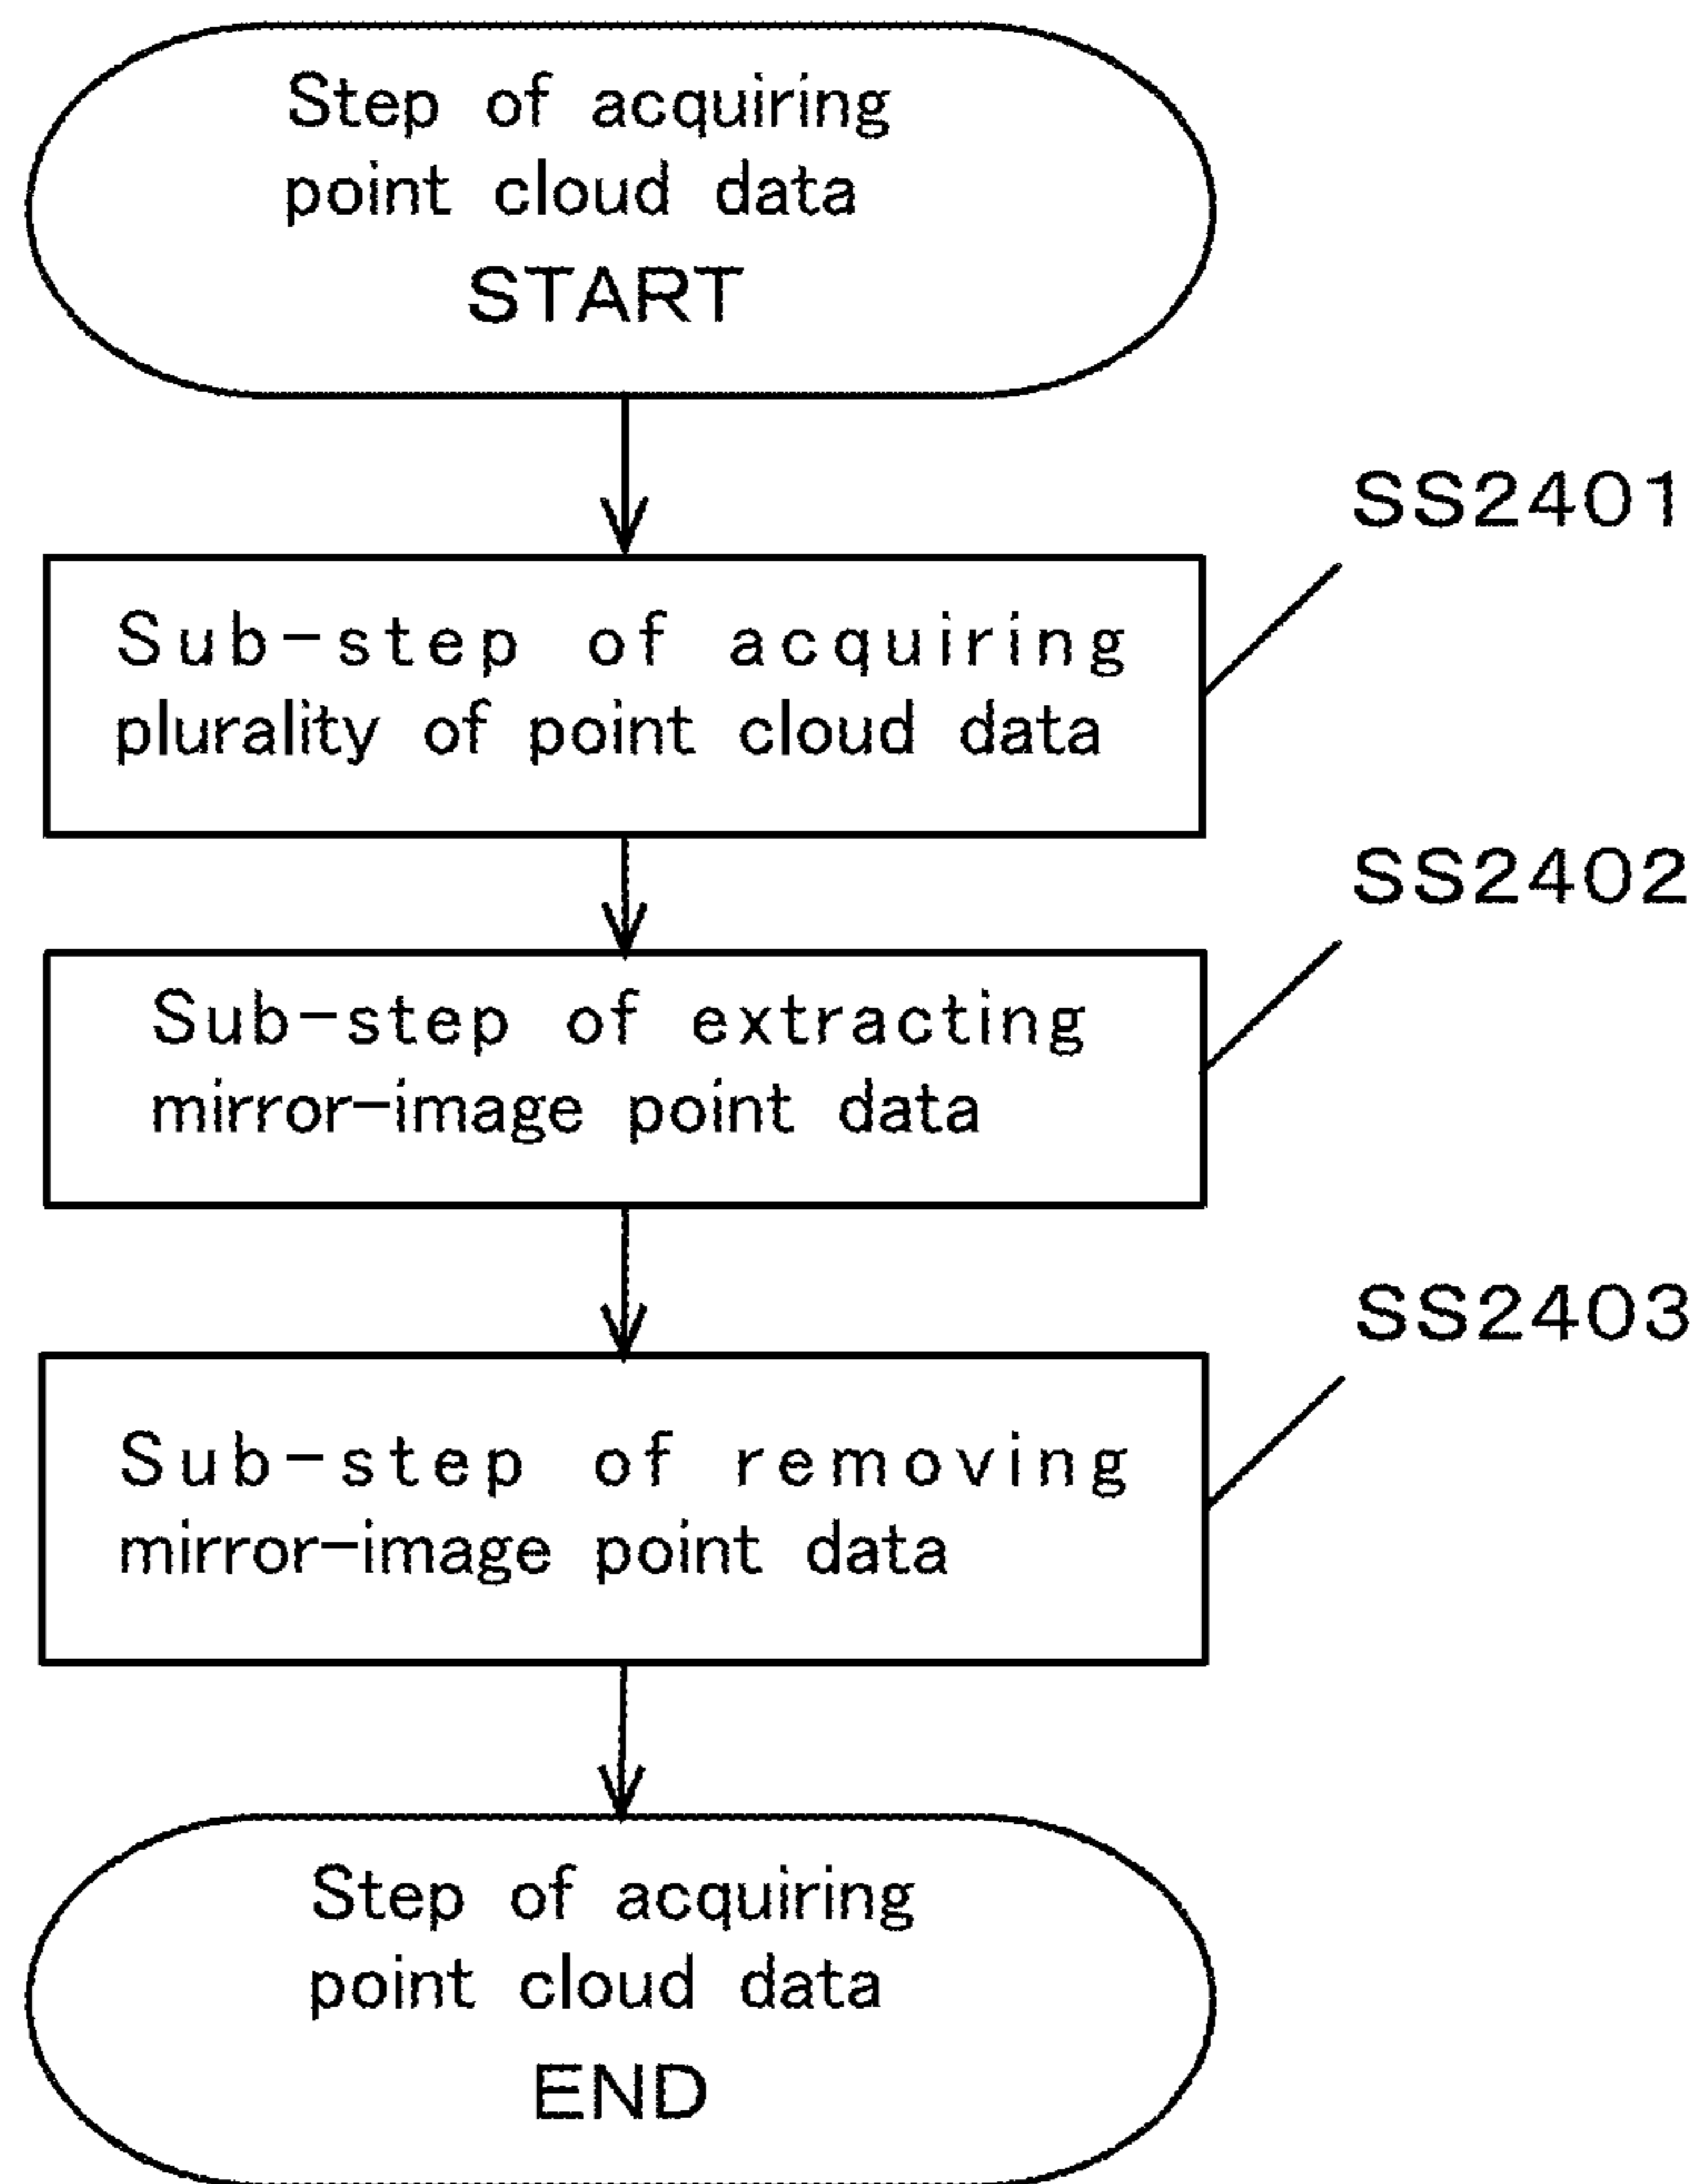 Step of acquiring
point cloud data
START
SS2401
Sub-step of acquiring
plurality of point cloud data
SS2402
Sub-step of extracting
mirror-image point data
SS2403
Sub-step of removing
mirror-image point data
Step of acquiring
point cloud data
END